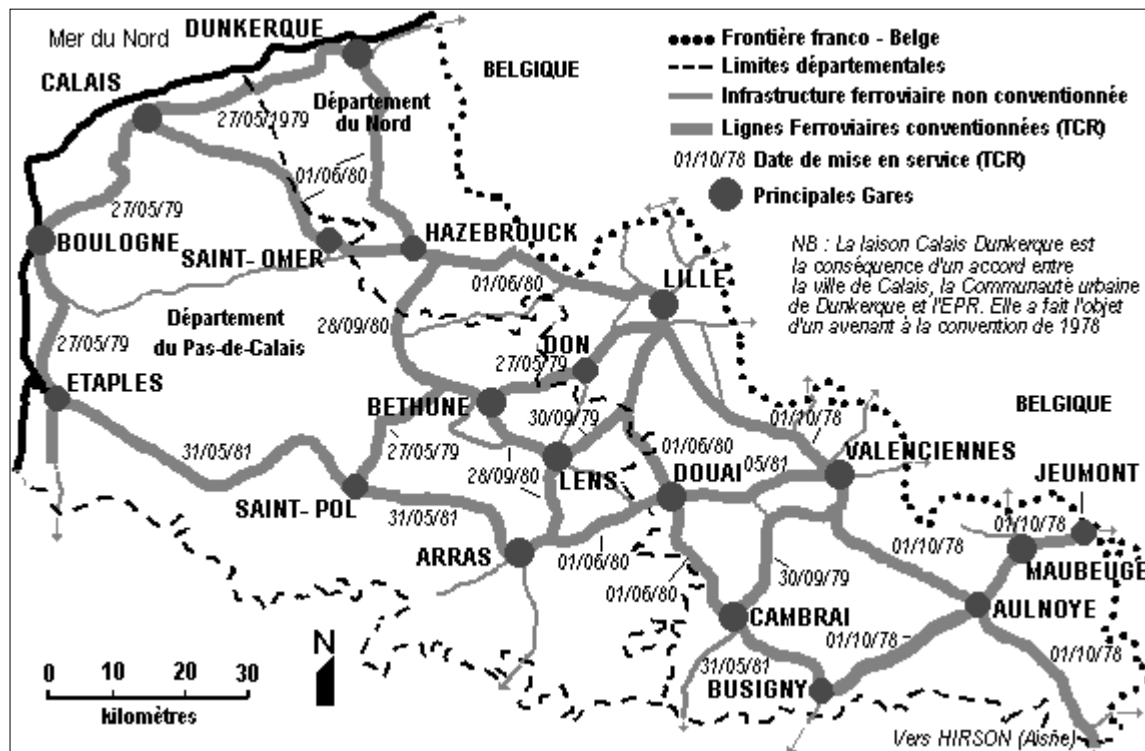 Mer du Nord
DUNKERQUE
CALAIS
BELGIQUE
Frontière franco - Belge
Limites départementales
Infrastructure ferroviaire non conventionnée
Lignes Ferroviaires conventionnées (TCR)
01/10/78 Date de mise en service (TCR)
Principales Gares
NB : La laison Calais Dunkerque est
la conséquence d'un accord entre
la ville de Calais, la Communauté urbaine
de Dunkerque et l'EPR. Elle a fait l'objet
d'un avenant à la convention de 1978
27/05/1979
Département
du Nord
01/06/80
27/05/79
BOULOGNE
SAINT-OMER
HAZEBROUCK
01/06/80
LILLE
Département
du Pas-de-Calais
28/09/80
27/05/79
DON
27/05/79
ETAPLES
BETHUNE
30/09/79
01/10/78
BELGIQUE
31/05/81
27/05/79
28/09/80
LENS
01/06/80
DOUAI
05/81
VALENCIENNES
JEUMONT
SAINT-POL
31/05/81
ARRAS
01/06/80
01/06/80
30/09/79
01/10/78
01/10/78
MAUBEUGE
CAMBRAI
AULNOYE
01/10/78
01/10/78
31/05/81
BUSIGNY
Vers HIRSON (Aisne)
N
0 10 20 30
kilomètres